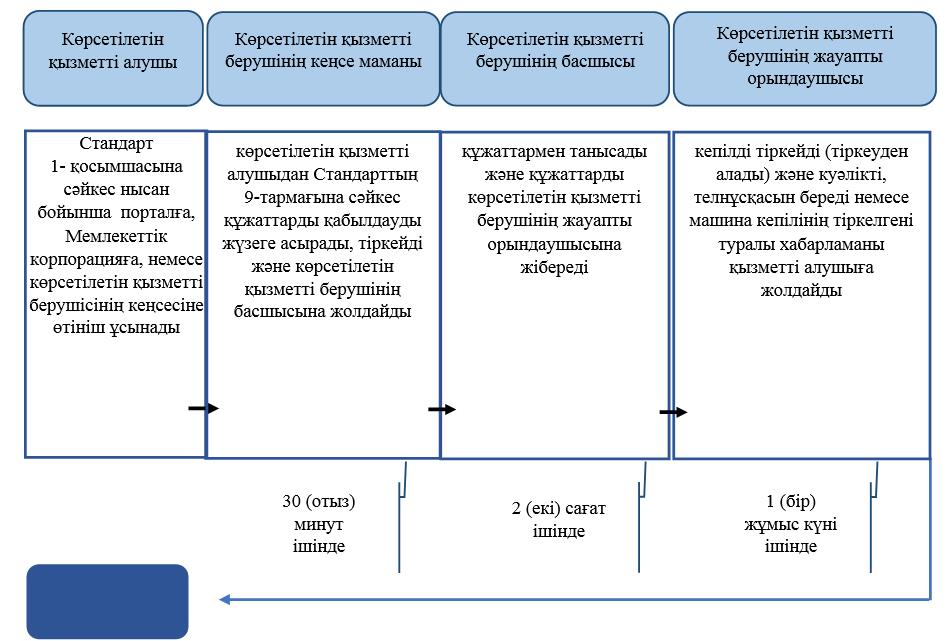 Көрсетілетін
қызметті алушы
Көрсетілетін қызметті
берушінің кеңсе маманы
Көрсетілетін қызметті
берушінің басшысы
Көрсетілетін қызметті
берушінің жауапты
орындаушысы
Стандарт
1- қосымшасына
сәйкес нысан
бойынша порталға,
Мемлекеттік
корпорацияға, немесе
көрсетілетін қызметті
берушісінің кеңсесіне
өтініш ұсынады
көрсетілетін қызметті
алушыдан Стандарттың
9-тармағына сәйкес
құжаттарды қабылдауды
жүзеге асырады, тіркейді
және көрсетілетін
қызметті берушінің
басшысына жолдайды
құжаттармен танысады
және құжаттарды
көрсетілетін қызметті
берушінің жауапты
орындаушысына
жібереді
кепілді тіркейді (тіркеуден
алады) және куәлікті,
телнұсқасын береді немесе
машина кепілінің тіркелгені
туралы хабарламаны
қызметті алушыға
жолдайды
30 (отыз)
минут
ішінде
2 (екі) сағат
ішінде
1 (бір)
жұмыс күні
ішінде